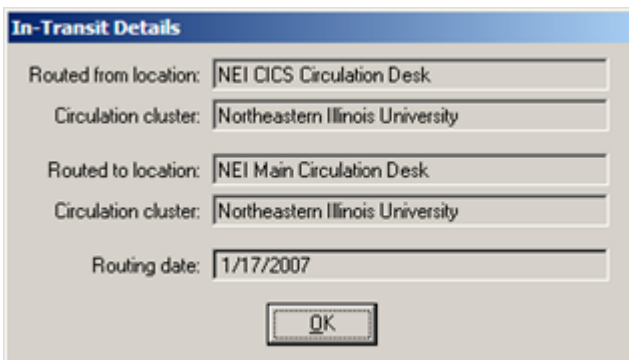 In-Transit Details
Routed from location: NEI CICS Circulation Desk
Circulation cluster: Northeastern Illinois University
Routed to location: NEI Main Circulation Desk
Circulation cluster: Northeastern Illinois University
Routing date: 1/17/2007
OK